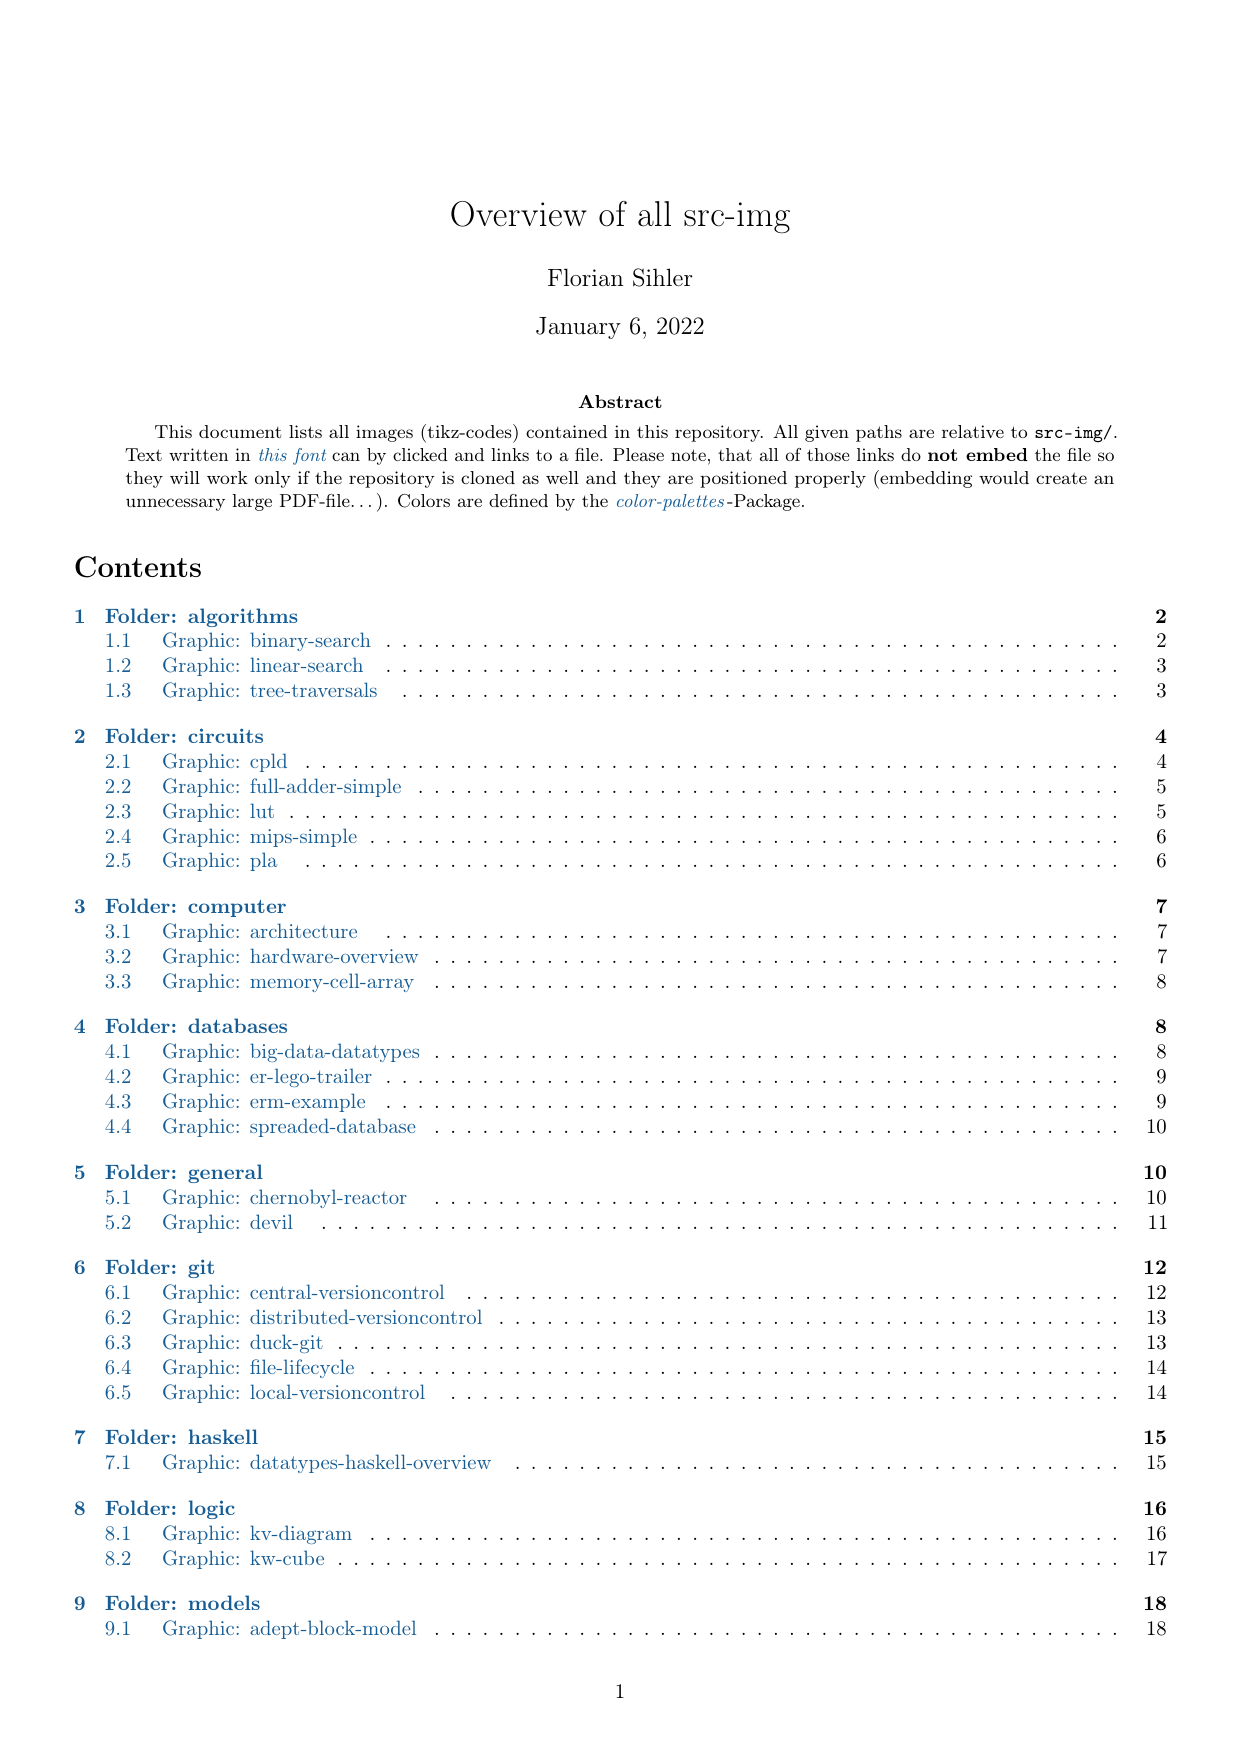 Overview of all src-img
Florian Sihler
January 6, 2022
Abstract
This document lists all images (tikz-codes) contained in this repository. All given paths are relative to src-img/.
Text written in this font can by clicked and links to a file. Please note, that all of those links do not embed the file so
they will work only if the repository is cloned as well and they are positioned properly (embedding would create an
unnecessary large PDF-file...). Colors are defined by the color-palettes-Package.
Contents
1 Folder: algorithms 2
1.1 Graphic: binary-search . . . . . . . . . . . . . . . . . . . . . . . . . . . . . . . . . . . . . . . . . . . . . . 2
1.2 Graphic: linear-search . . . . . . . . . . . . . . . . . . . . . . . . . . . . . . . . . . . . . . . . . . . . . . 3
1.3 Graphic: tree-traversals . . . . . . . . . . . . . . . . . . . . . . . . . . . . . . . . . . . . . . . . . . . . . 3
2 Folder: circuits 4
2.1 Graphic: cpld . . . . . . . . . . . . . . . . . . . . . . . . . . . . . . . . . . . . . . . . . . . . . . . . . . . 4
2.2 Graphic: full-adder-simple . . . . . . . . . . . . . . . . . . . . . . . . . . . . . . . . . . . . . . . . . . . . 5
2.3 Graphic: lut . . . . . . . . . . . . . . . . . . . . . . . . . . . . . . . . . . . . . . . . . . . . . . . . . . . . 5
2.4 Graphic: mips-simple . . . . . . . . . . . . . . . . . . . . . . . . . . . . . . . . . . . . . . . . . . . . . . . 6
2.5 Graphic: pla . . . . . . . . . . . . . . . . . . . . . . . . . . . . . . . . . . . . . . . . . . . . . . . . . . . 6
3 Folder: computer 7
3.1 Graphic: architecture . . . . . . . . . . . . . . . . . . . . . . . . . . . . . . . . . . . . . . . . . . . . . . 7
3.2 Graphic: hardware-overview . . . . . . . . . . . . . . . . . . . . . . . . . . . . . . . . . . . . . . . . . . . 7
3.3 Graphic: memory-cell-array . . . . . . . . . . . . . . . . . . . . . . . . . . . . . . . . . . . . . . . . . . . 8
4 Folder: databases 8
4.1 Graphic: big-data-datatypes . . . . . . . . . . . . . . . . . . . . . . . . . . . . . . . . . . . . . . . . . . . 8
4.2 Graphic: er-lego-trailer . . . . . . . . . . . . . . . . . . . . . . . . . . . . . . . . . . . . . . . . . . . . . . 9
4.3 Graphic: erm-example . . . . . . . . . . . . . . . . . . . . . . . . . . . . . . . . . . . . . . . . . . . . . . 9
4.4 Graphic: spreaded-database . . . . . . . . . . . . . . . . . . . . . . . . . . . . . . . . . . . . . . . . . . . 10
5 Folder: general 10
5.1 Graphic: chernobyl-reactor . . . . . . . . . . . . . . . . . . . . . . . . . . . . . . . . . . . . . . . . . . . 10
5.2 Graphic: devil . . . . . . . . . . . . . . . . . . . . . . . . . . . . . . . . . . . . . . . . . . . . . . . . . . 11
6 Folder: git 12
6.1 Graphic: central-versioncontrol . . . . . . . . . . . . . . . . . . . . . . . . . . . . . . . . . . . . . . . . . 12
6.2 Graphic: distributed-versioncontrol . . . . . . . . . . . . . . . . . . . . . . . . . . . . . . . . . . . . . . . 13
6.3 Graphic: duck-git . . . . . . . . . . . . . . . . . . . . . . . . . . . . . . . . . . . . . . . . . . . . . . . . . 13
6.4 Graphic: file-lifecycle . . . . . . . . . . . . . . . . . . . . . . . . . . . . . . . . . . . . . . . . . . . . . . . 14
6.5 Graphic: local-versioncontrol . . . . . . . . . . . . . . . . . . . . . . . . . . . . . . . . . . . . . . . . . . 14
7 Folder: haskell 15
7.1 Graphic: datatypes-haskell-overview . . . . . . . . . . . . . . . . . . . . . . . . . . . . . . . . . . . . . . 15
8 Folder: logic 16
8.1 Graphic: kv-diagram . . . . . . . . . . . . . . . . . . . . . . . . . . . . . . . . . . . . . . . . . . . . . . . 16
8.2 Graphic: kw-cube . . . . . . . . . . . . . . . . . . . . . . . . . . . . . . . . . . . . . . . . . . . . . . . . . 17
9 Folder: models 18
9.1 Graphic: adept-block-model . . . . . . . . . . . . . . . . . . . . . . . . . . . . . . . . . . . . . . . . . . . 18
1